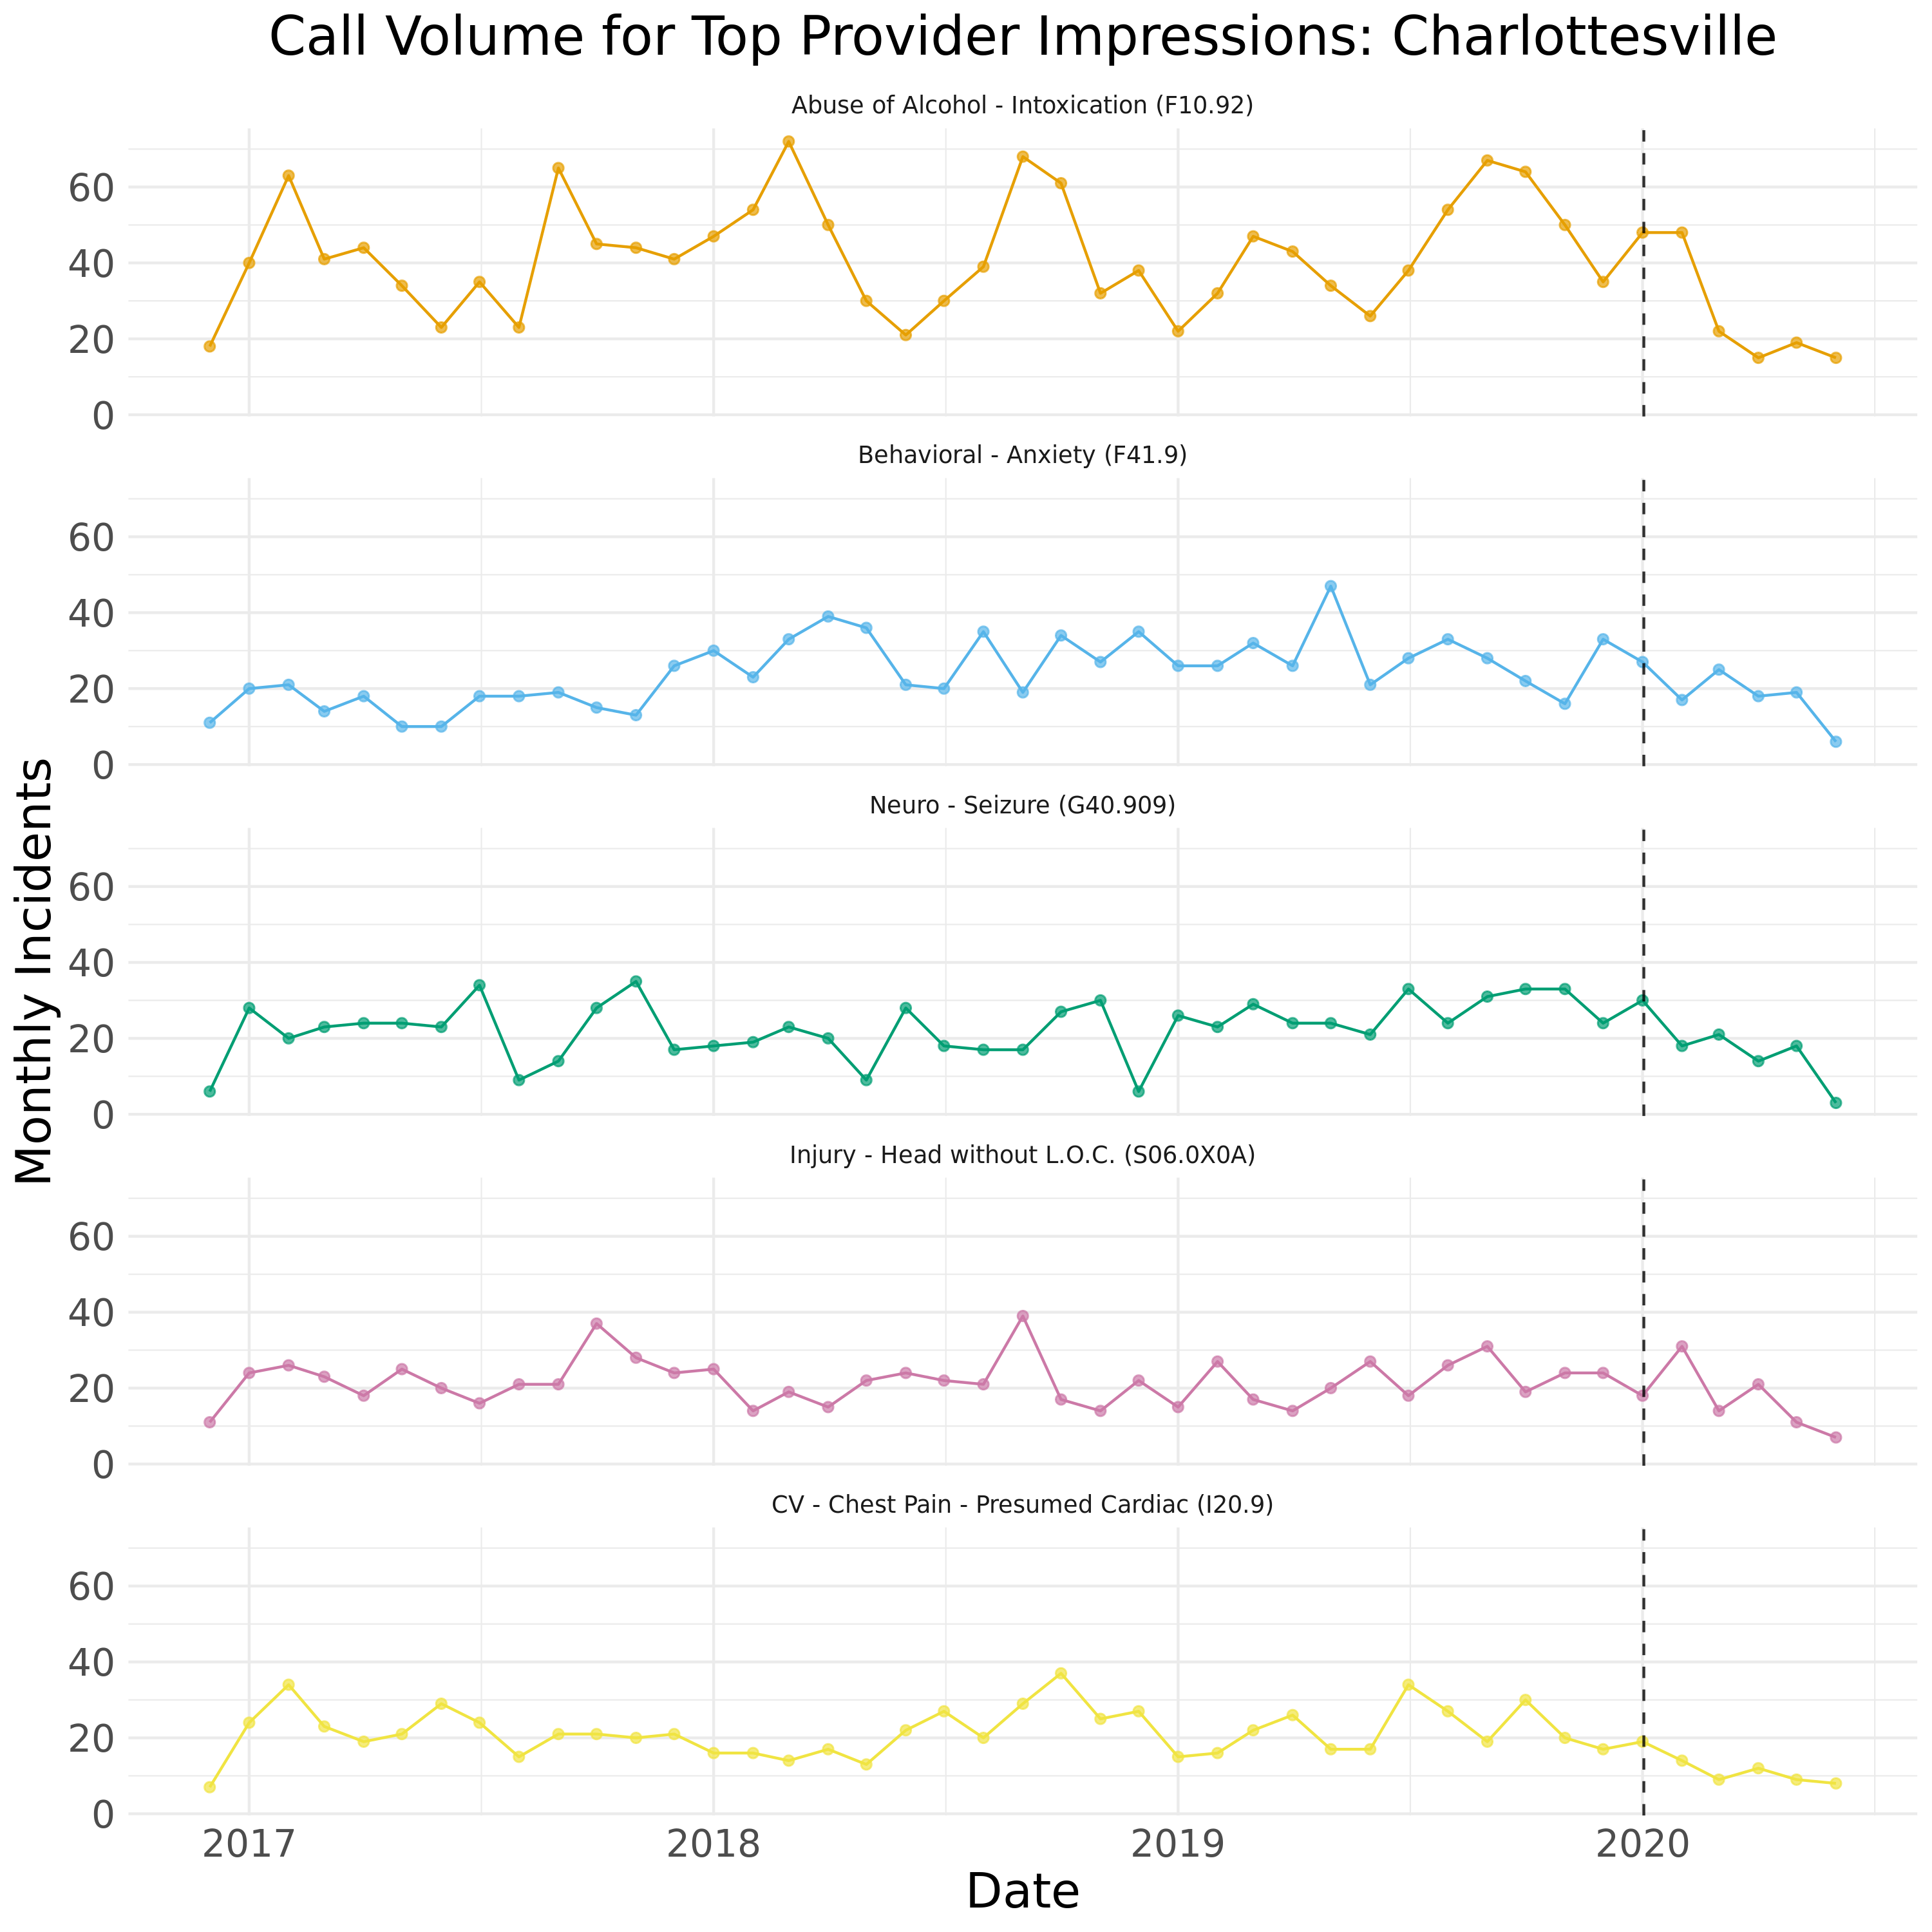 Call Volume for Top Provider Impressions: Charlottesville
Abuse of Alcohol - Intoxication (F10.92)
60
40
20
0
Behavioral - Anxiety (F41.9)
60
40
20
0
Neuro - Seizure (G40.909)
60
40
20
0
Injury - Head without L.O.C. (S06.0X0A)
60
40
20
0
CV - Chest Pain - Presumed Cardiac (I20.9)
60
40
20
0
Monthly Incidents
2017 2018 2019 2020
Date